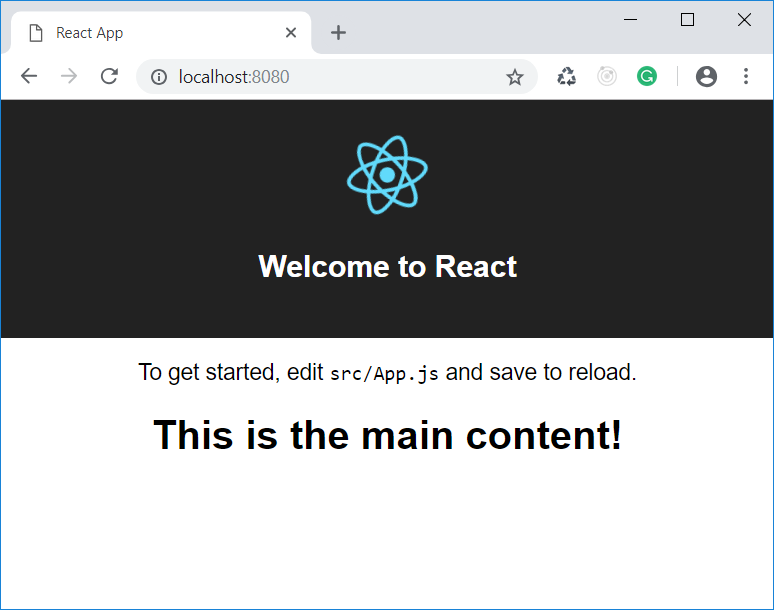 React App
localhost:8080
Welcome to React
To get started, edit src/App.js and save to reload.
This is the main content!